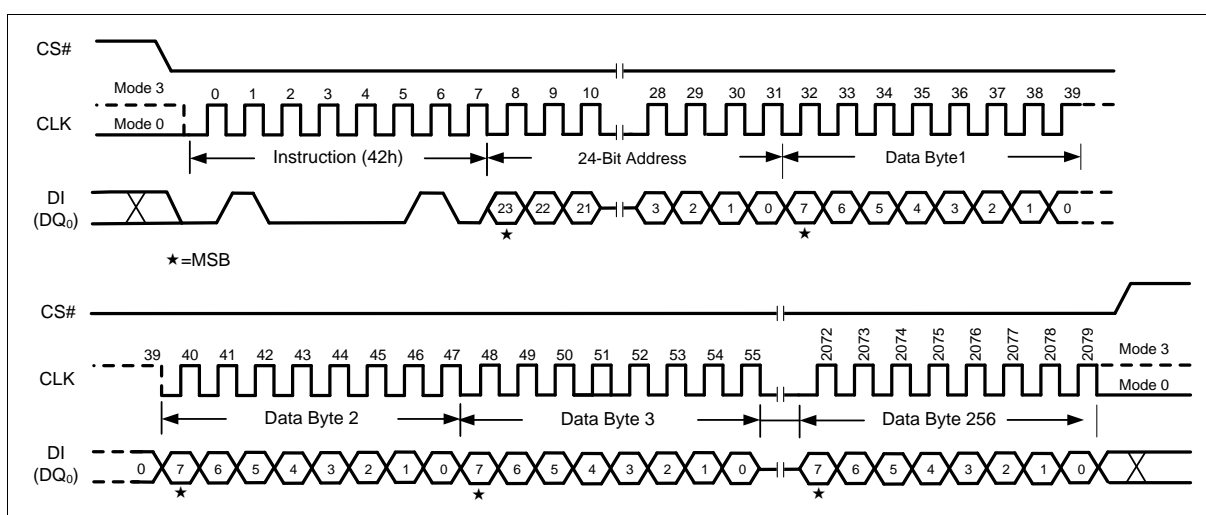 CS#
Mode 3
0 1 2 3 4 5 6 7 8 9 10 28 29 30 31 32 33 34 35 36 37 38 39
CLK
Mode 0
Instruction (42h) 24-Bit Address Data Byte1
DI
(DQ0)
23 22 21 3 2 1 0 7 6 5 4 3 2 1 0
★ ★
★=MSB
CS#
39 40 41 42 43 44 45 46 47 48 49 50 51 52 53 54 55 2072 2073 2074 2075 2076 2077 2078 2079
Mode 3
CLK
Mode 0
Data Byte 2 Data Byte 3 Data Byte 256
DI
(DQ0)
0 7 6 5 4 3 2 1 0 7 6 5 4 3 2 1 0 7 6 5 4 3 2 1 0
★ ★ ★